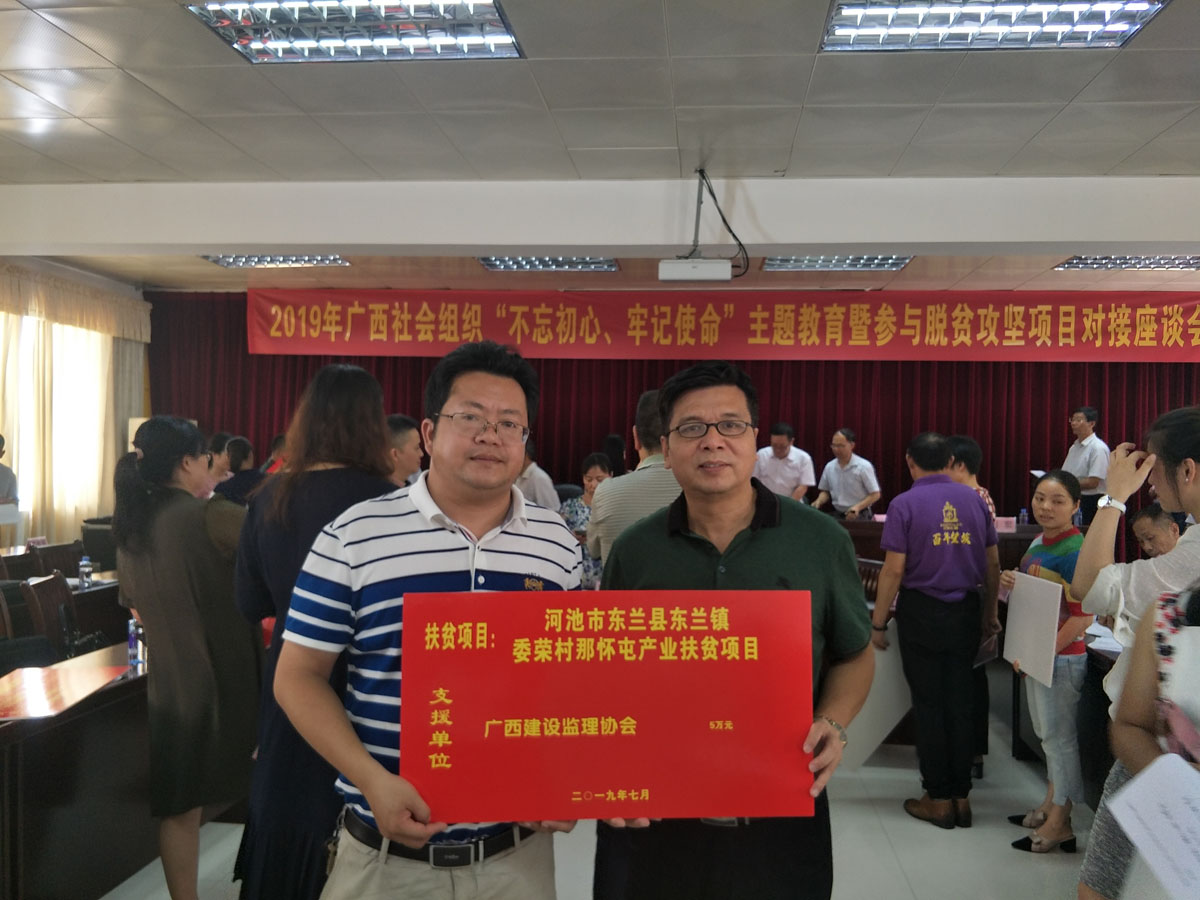 2019年广西社会组织“不忘初心、牢记使命”主题教育暨参与脱贫攻坚项目对接座谈会
扶贫项目：
河池市东兰县东兰镇
委荣村那怀屯产业扶贫项目
支援单位
广西建设监理协会
5万元
二〇一九年七月